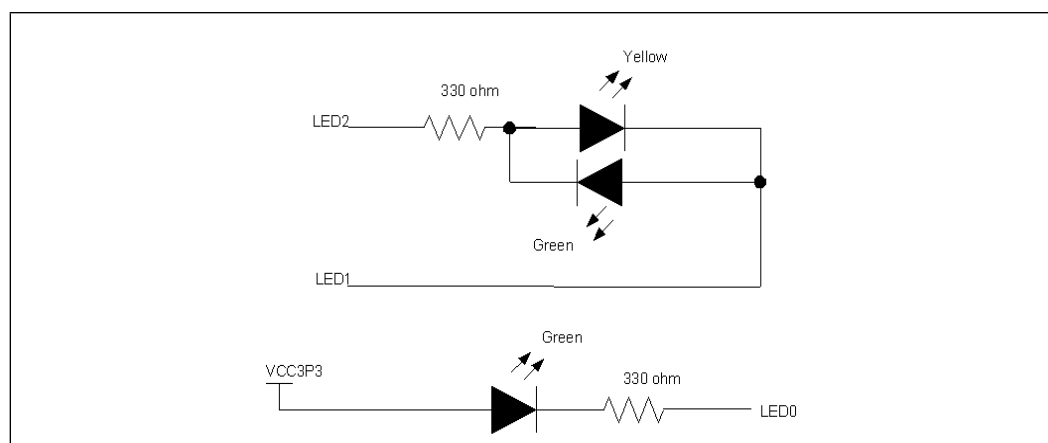 Yellow
330 ohm
LED2
Green
LED1
Green
VCC3P3
330 ohm
LED0